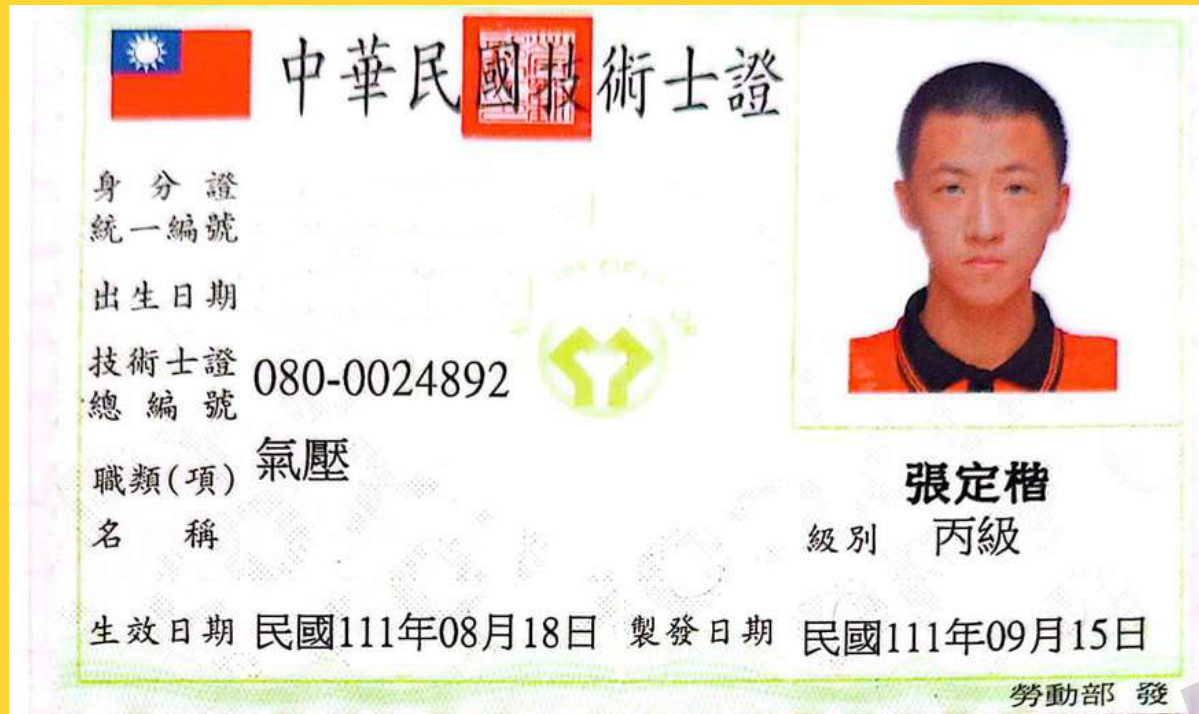 中華民國技術士證
身分證
統一編號
出生日期
技術士證
總編號 080-0024892
職類(項) 氣壓
名稱
張定楷
級別 丙級
生效日期 民國111年08月18日 製發日期 民國111年09月15日
勞動部 發